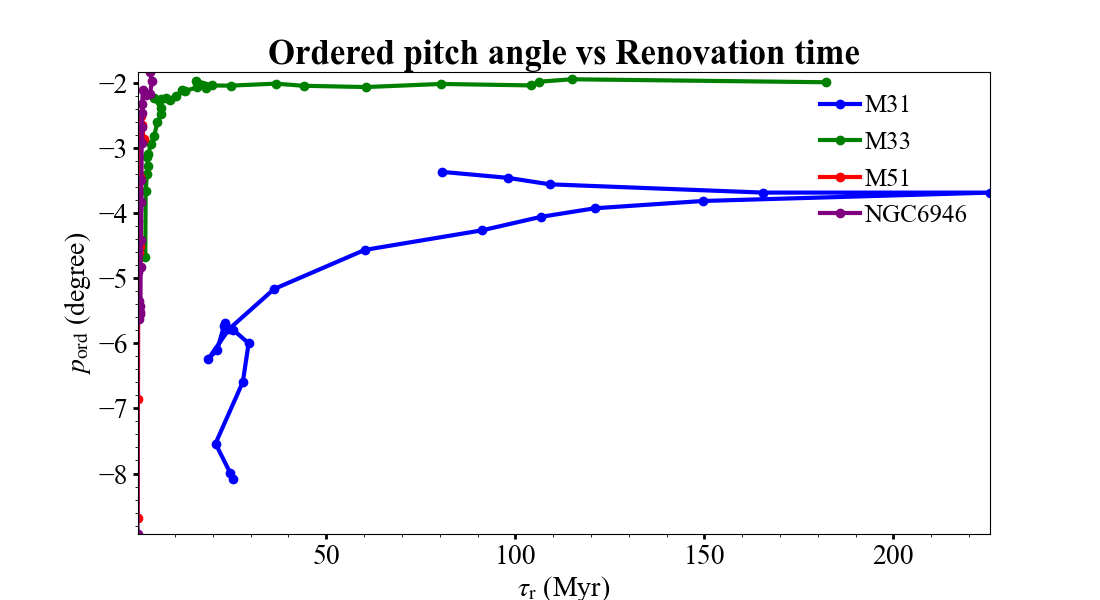 Ordered pitch angle vs Renovation time
−2
−3
−4
−5
−6
−7
−8
p_ord (degree)
M31
M33
M51
NGC6946
50
100
150
200
τ_r (Myr)